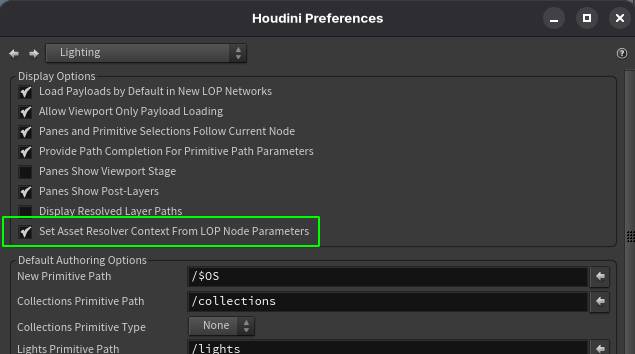 Houdini Preferences
Lighting
Display Options
Load Payloads by Default in New LOP Networks
Allow Viewport Only Payload Loading
Panes and Primitive Selections Follow Current Node
Provide Path Completion For Primitive Path Parameters
Panes Show Viewport Stage
Panes Show Post-Layers
Display Resolved Layer Paths
Set Asset Resolver Context From LOP Node Parameters
Default Authoring Options
New Primitive Path /$OS
Collections Primitive Path /collections
Collections Primitive Type None
Lights Primitive Path /lights